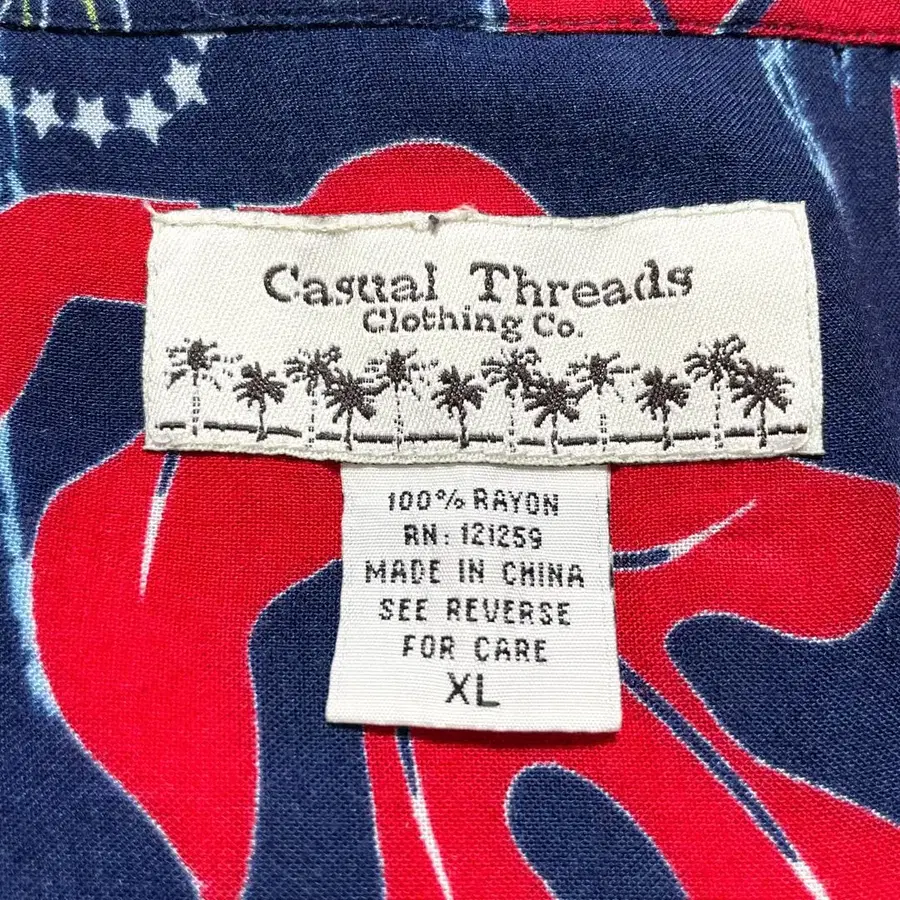 Casual Threads
Clothing Co.
100% RAYON
RN: 121259
MADE IN CHINA
SEE REVERSE
FOR CARE
XL